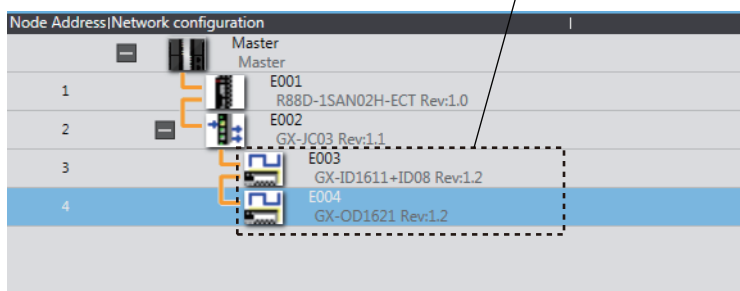 Node Address|Network configuration
Master
Master
1
E001
R88D-1SAN02H-ECT Rev:1.0
2
E002
GX-JC03 Rev:1.1
3
E003
GX-ID1611+ID08 Rev:1.2
4
E004
GX-OD1621 Rev:1.2